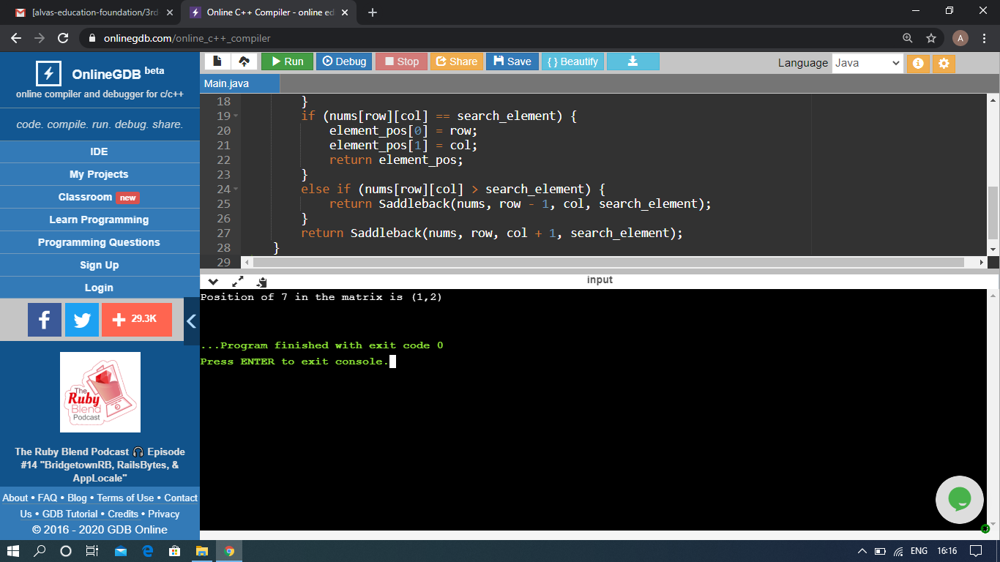 [alvas-education-foundation/3rd
Online C++ Compiler - online ed
onlinegdb.com/online_c++_compiler
A
OnlineGDB beta
online compiler and debugger for c/c++
code. compile. run. debug. share.
IDE
My Projects
Classroom new
Learn Programming
Programming Questions
Sign Up
Login
29.3K
The
Ruby
Blend
Podcast
The Ruby Blend Podcast 🎧 Episode
#14 "BridgetownRB, RailsBytes, &
AppLocale"
About • FAQ • Blog • Terms of Use • Contact
Us • GDB Tutorial • Credits • Privacy
© 2016 - 2020 GDB Online
Run Debug Stop Share Save { } Beautify
Language Java
Main.java
18 }
19 if (nums[row][col] == search_element) {
20 element_pos[0] = row;
21 element_pos[1] = col;
22 return element_pos;
23 }
24 else if (nums[row][col] > search_element) {
25 return Saddleback(nums, row - 1, col, search_element);
26 }
27 return Saddleback(nums, row, col + 1, search_element);
28 }
29
input
Position of 7 in the matrix is (1,2)
...Program finished with exit code 0
Press ENTER to exit console.
ENG 16:16